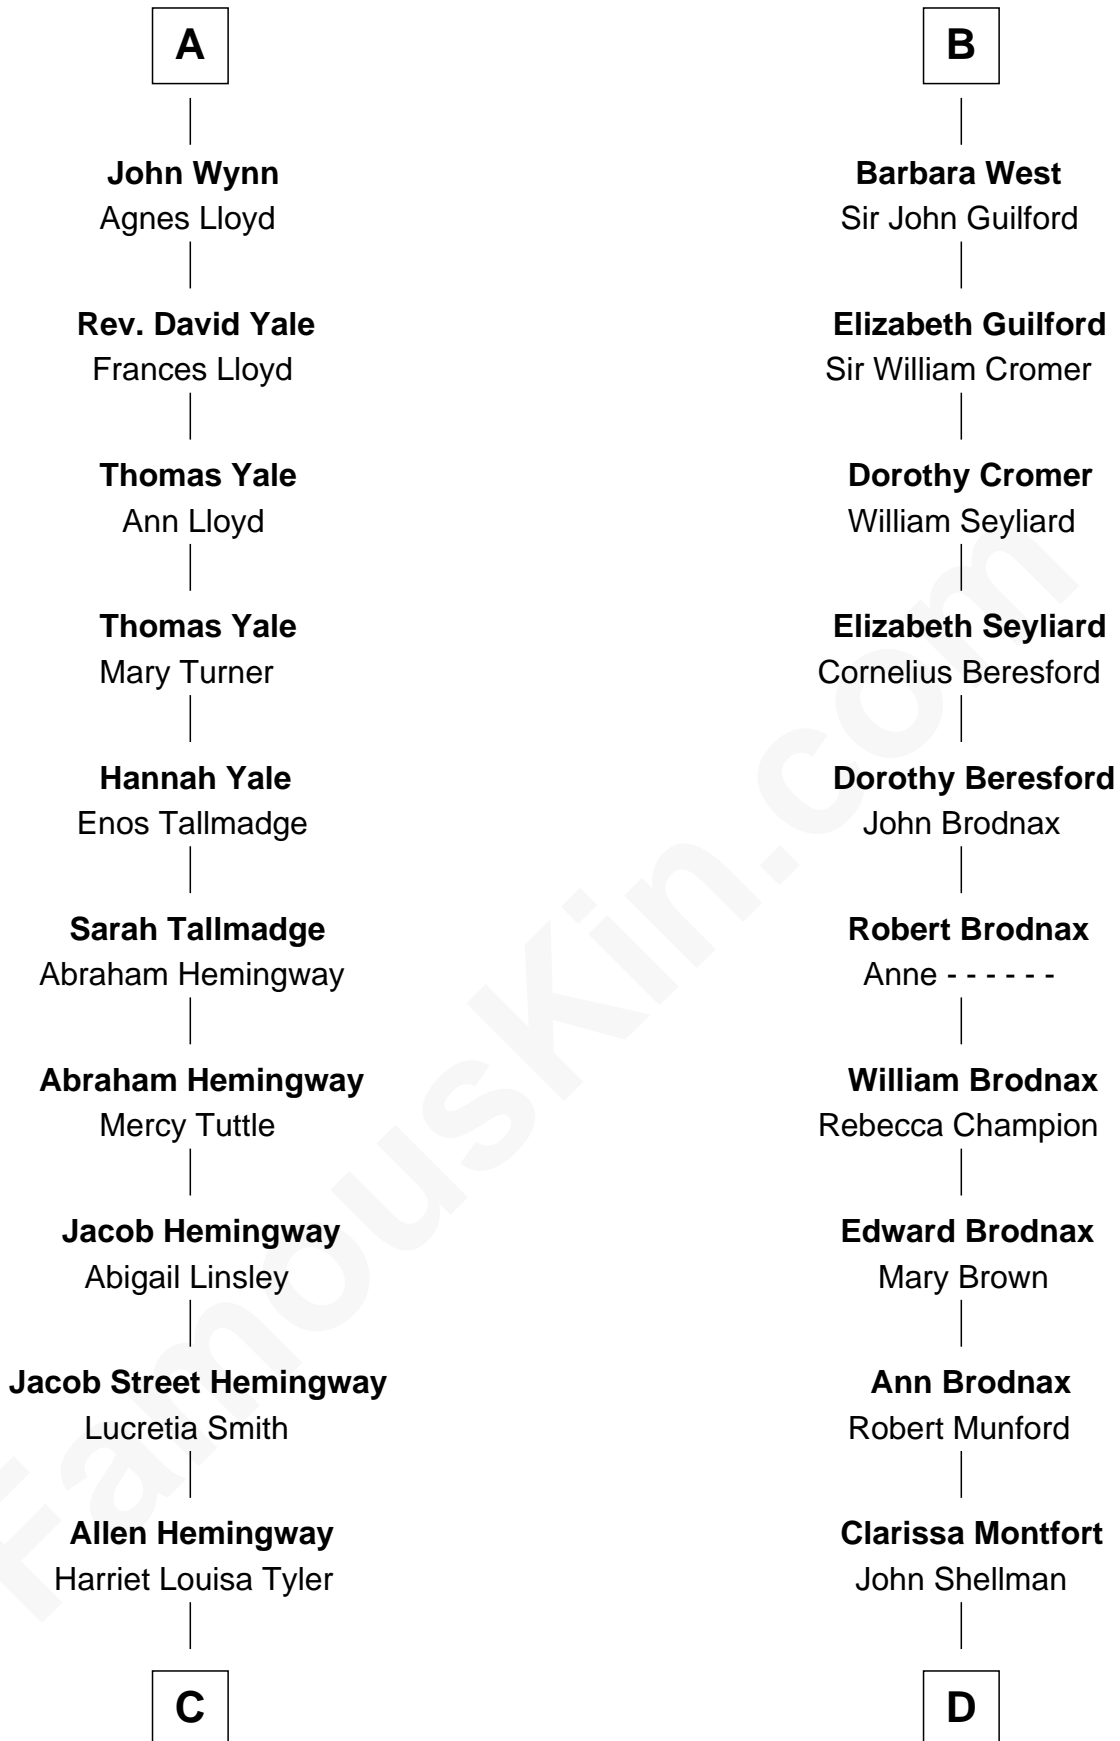 A
John Wynn
Agnes Lloyd
Rev. David Yale
Frances Lloyd
Thomas Yale
Ann Lloyd
Thomas Yale
Mary Turner
Hannah Yale
Enos Tallmadge
Sarah Tallmadge
Abraham Hemingway
Abraham Hemingway
Mercy Tuttle
Jacob Hemingway
Abigail Linsley
Jacob Street Hemingway
Lucretia Smith
Allen Hemingway
Harriet Louisa Tyler
C
B
Barbara West
Sir John Guilford
Elizabeth Guilford
Sir William Cromer
Dorothy Cromer
William Seyliard
Elizabeth Seyliard
Cornelius Beresford
Dorothy Beresford
John Brodnax
Robert Brodnax
Anne - - - - - -
William Brodnax
Rebecca Champion
Edward Brodnax
Mary Brown
Ann Brodnax
Robert Munford
Clarissa Montfort
John Shellman
D
FamousKin.com